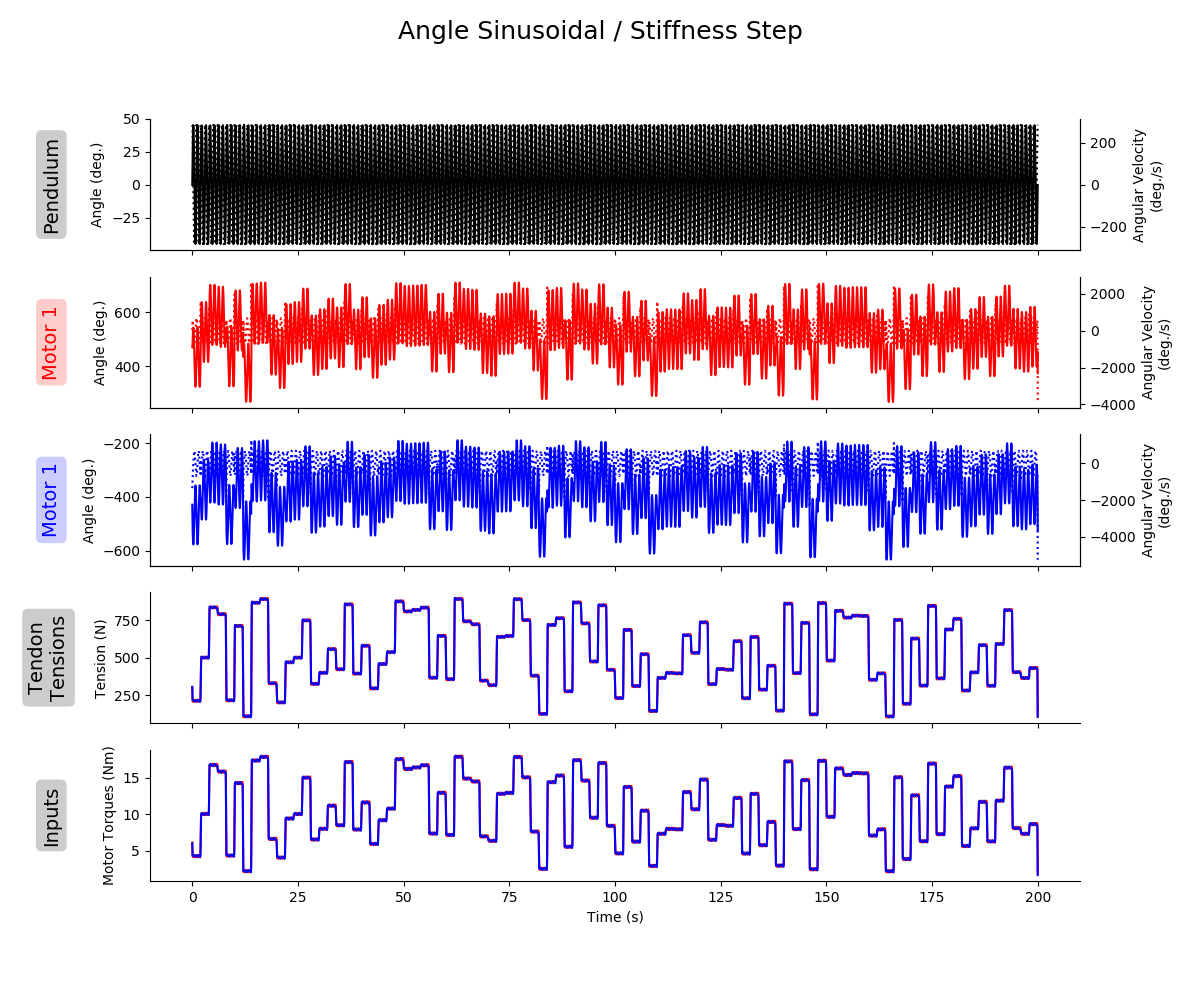 Angle Sinusoidal / Stiffness Step
Pendulum
Angle (deg.)
50
25
0
−25
200
0
−200
Angular Velocity
(deg./s)
Motor 1
Angle (deg.)
600
400
2000
0
−2000
−4000
Angular Velocity
(deg./s)
Motor 1
Angle (deg.)
−200
−400
−600
0
−2000
−4000
Angular Velocity
(deg./s)
Tendon
Tensions
Tension (N)
750
500
250
Inputs
Motor Torques (Nm)
15
10
5
0 25 50 75 100 125 150 175 200
Time (s)